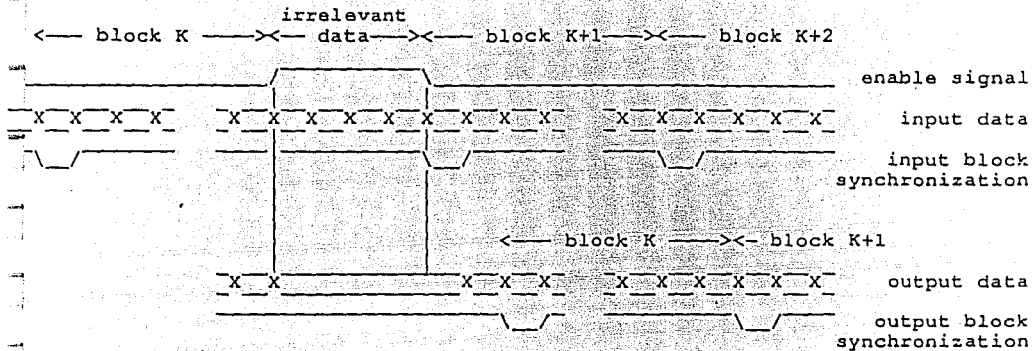 irrelevant
<—— block K ——><—— data ——><—— block K+1 ——><—— block K+2
enable signal
X X X X X X X X X X X X X X X X X X input data
input block
synchronization
<—— block K ——><- block K+1
X X X X X X X X X X X output data
output block
synchronization